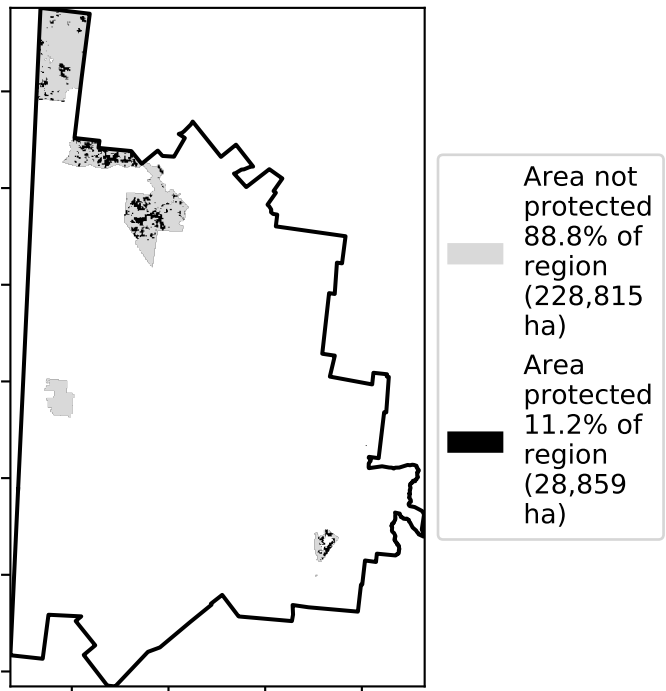 Area not
protected
88.8% of
region
(228,815
ha)
Area
protected
11.2% of
region
(28,859
ha)